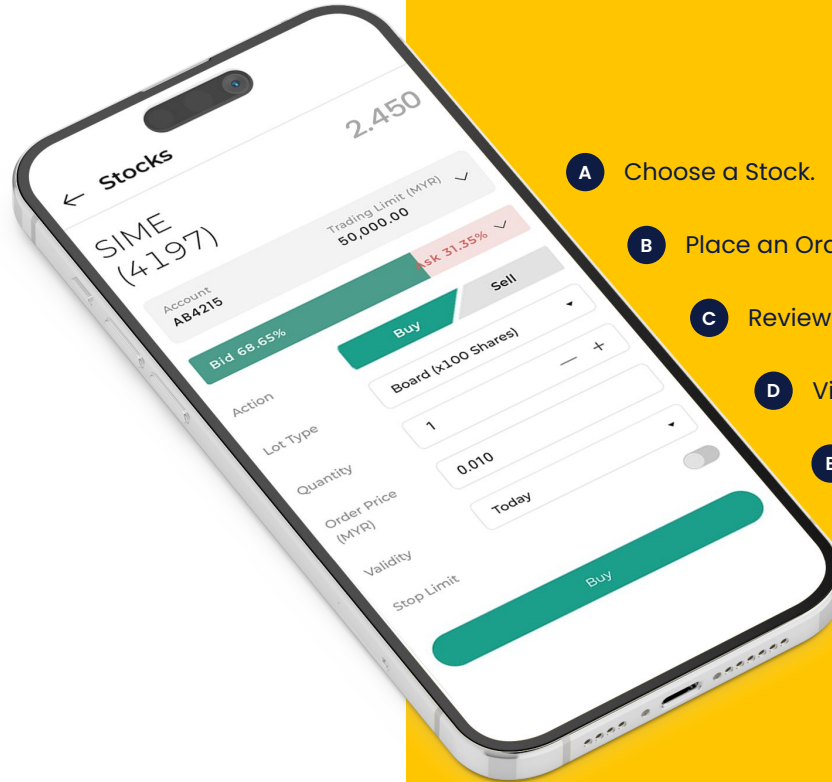 Stocks
2.450
SIME
(4197)
Account
AB4215
Trading Limit (MYR)
50,000.00
Bid 68.65%
Ask 31.35%
Action
Buy
Sell
Lot Type
Board (x100 Shares)
Quantity
1
Order Price
(MYR)
0.010
Validity
Today
Stop Limit
Buy
A Choose a Stock.
B Place an
C Review
D